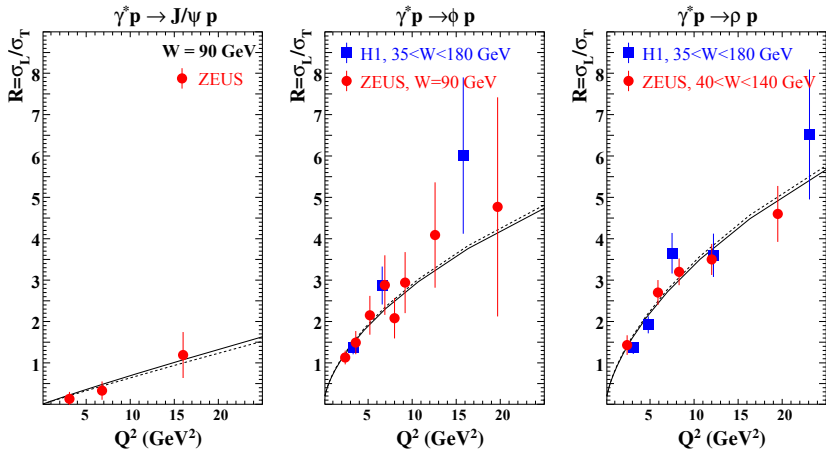 γ*p → J/ψ p
R=σL/σT
W = 90 GeV
ZEUS
8
7
6
5
4
3
2
1
5 10 15 20
Q² (GeV²)
γ*p→ϕ p
R=σL/σT
H1, 35<W<180 GeV
ZEUS, W=90 GeV
8
7
6
5
4
3
2
1
5 10 15 20
Q² (GeV²)
γ*p→ρ p
R=σL/σT
H1, 35<W<180 GeV
ZEUS, 40<W<140 GeV
8
7
6
5
4
3
2
1
5 10 15 20
Q² (GeV²)